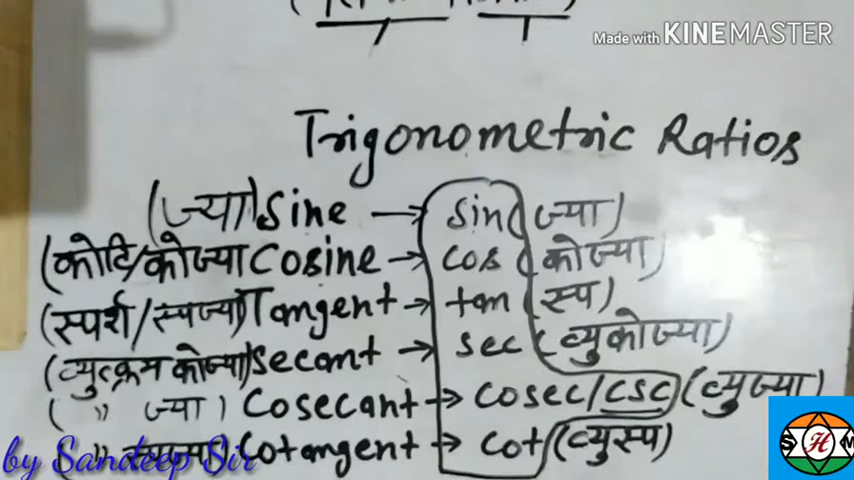 Made with KINEMASTER
Trigonometric Ratios
(ज्या) Sine → sin (ज्या)
(कोटि/कोज्या Cosine → cos (कोज्या)
(स्पर्श/स्पज्या) Tangent → tan (स्प)
(व्युत्क्रम कोज्या) Secant → sec (व्युकोज्या)
( " ज्या) Cosecant → cosec/csc (व्युज्या)
( " Cotangent → cot (व्युस्प)
by Sandeep Sir
S H M